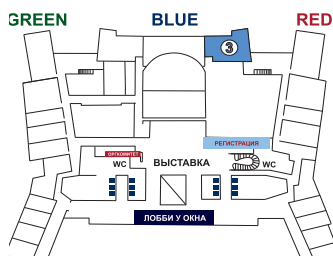 GREEN BLUE RED
3
РЕГИСТРАЦИЯ
ОРГКОМИТЕТ
WC ВЫСТАВКА WC
ЛОББИ У ОКНА